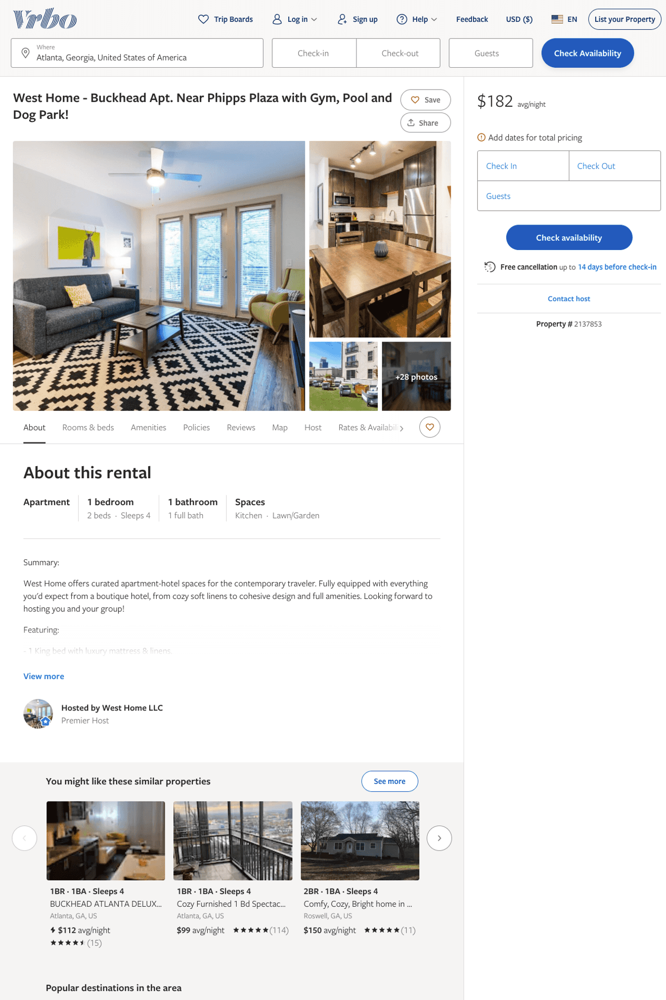 Vrbo
Trip Boards
Log in
Sign up
Help
Feedback
USD ($)
EN
List your Property
Where
Atlanta, Georgia, United States of America
Check-in
Check-out
Guests
Check Availability
West Home - Buckhead Apt. Near Phipps Plaza with Gym, Pool and
Dog Park!
Save
Share
+28 photos
$182 avg/night
Add dates for total pricing
Check In
Check Out
Guests
Check availability
Free cancellation up to 14 days before check-in
Contact host
Property # 2137853
About
Rooms & beds
Amenities
Policies
Reviews
Map
Host
Rates & Availabili
About this rental
Apartment
1 bedroom
2 beds · Sleeps 4
1 bathroom
1 full bath
Spaces
Kitchen · Lawn/Garden
Summary:
West Home offers curated apartment-hotel spaces for the contemporary traveler. Fully equipped with everything
you'd expect from a boutique hotel, from cozy soft linens to cohesive design and full amenities. Looking forward to
hosting you and your group!
Featuring:
- 1 King bed with luxury mattress & linens.
View more
Hosted by West Home LLC
Premier Host
You might like these similar properties
See more
1BR · 1BA · Sleeps 4
BUCKHEAD ATLANTA DELUX...
Atlanta, GA, US
$112 avg/night
(15)
1BR · 1BA · Sleeps 4
Cozy Furnished 1 Bd Spectac...
Atlanta, GA, US
$99 avg/night
(114)
2BR · 1BA · Sleeps 4
Comfy, Cozy, Bright home in ...
Roswell, GA, US
$150 avg/night
(11)
Popular destinations in the area